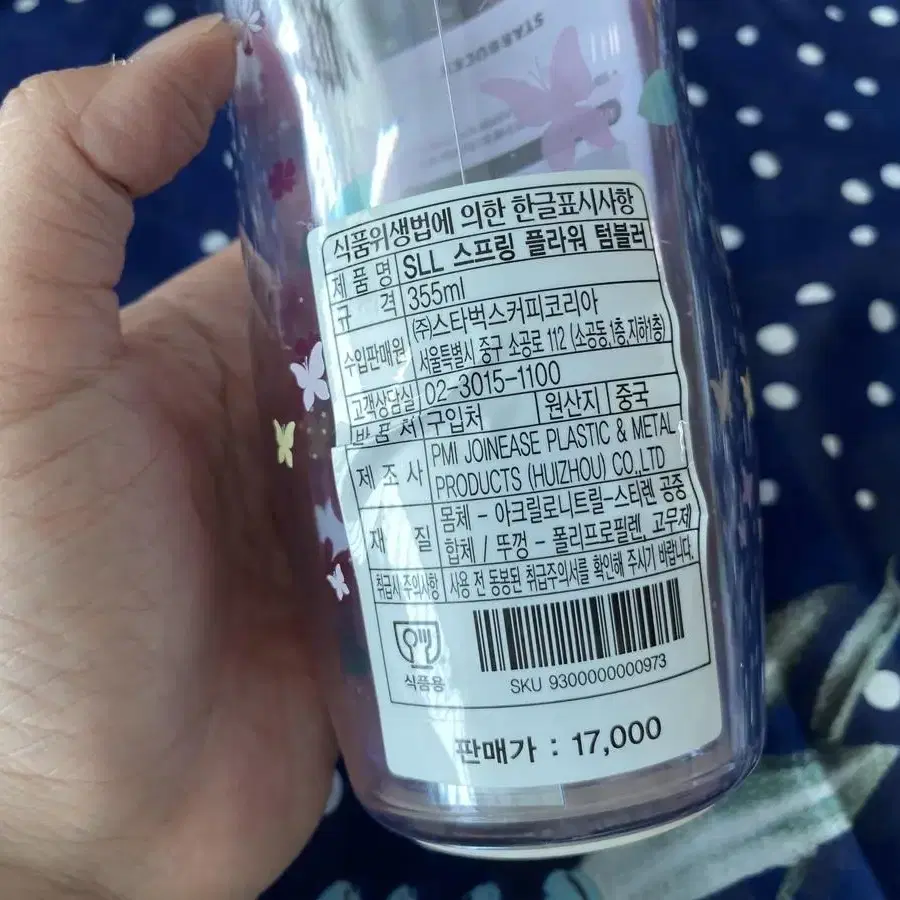 STARBUCKS
식품위생법에 의한 한글표시사항
제 품 명 SLL 스프링 플라워 텀블러
규 격 355ml
수입판매원 (주)스타벅스커피코리아
서울특별시 중구 소공로 112 (소공동,1층,지하1층)
고객상담실 02-3015-1100
반 품 처 구입처 원산지 중국
제 조 사 PMI JOINEASE PLASTIC & METAL
PRODUCTS (HUIZHOU) CO.,LTD
재 질 몸체 - 아크릴로니트릴-스티렌 공중
합체 / 뚜껑 - 폴리프로필렌, 고무제
취급시 주의사항 사용 전 동봉된 취급주의서를 확인해 주시기 바랍니다.
식품용
SKU 9300000000973
판매가 : 17,000